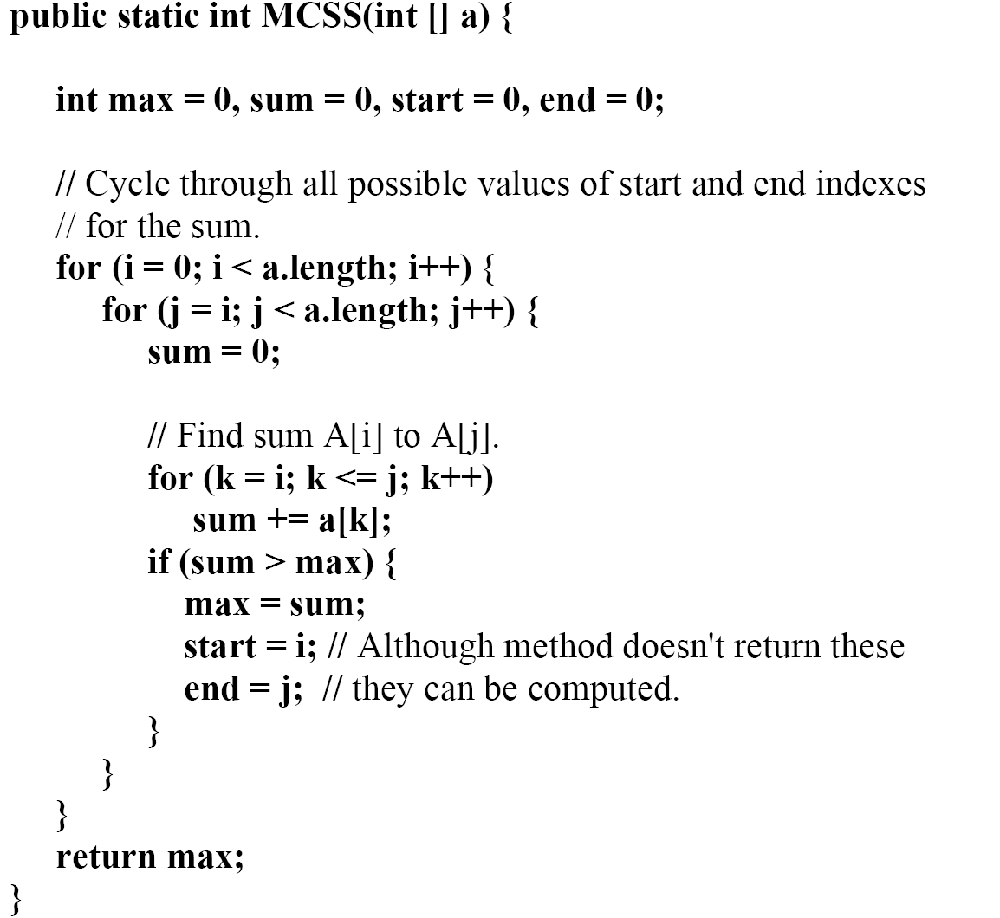 public static int MCSS(int [] a) {
int max = 0, sum = 0, start = 0, end = 0;
// Cycle through all possible values of start and end indexes
// for the sum.
for (i = 0; i < a.length; i++) {
for (j = i; j < a.length; j++) {
sum = 0;
// Find sum A[i] to A[j].
for (k = i; k <= j; k++)
sum += a[k];
if (sum > max) {
max = sum;
start = i; // Although method doesn't return these
end = j;  // they can be computed.
}
}
}
return max;
}